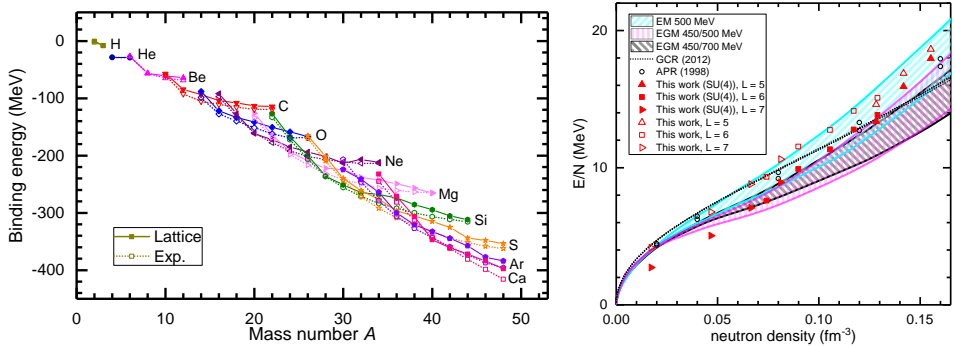 Binding energy (MeV)
0
-100
-200
-300
-400
0
10
20
30
40
50
Mass number A
H
He
Be
C
O
Ne
Mg
Si
S
Ar
Ca
Lattice
Exp.
E/N (MeV)
20
10
0
0.00
0.05
0.10
0.15
neutron density (fm⁻³)
EM 500 MeV
EGM 450/500 MeV
EGM 450/700 MeV
GCR (2012)
APR (1998)
This work (SU(4)), L = 5
This work (SU(4)), L = 6
This work (SU(4)), L = 7
This work, L = 5
This work, L = 6
This work, L = 7